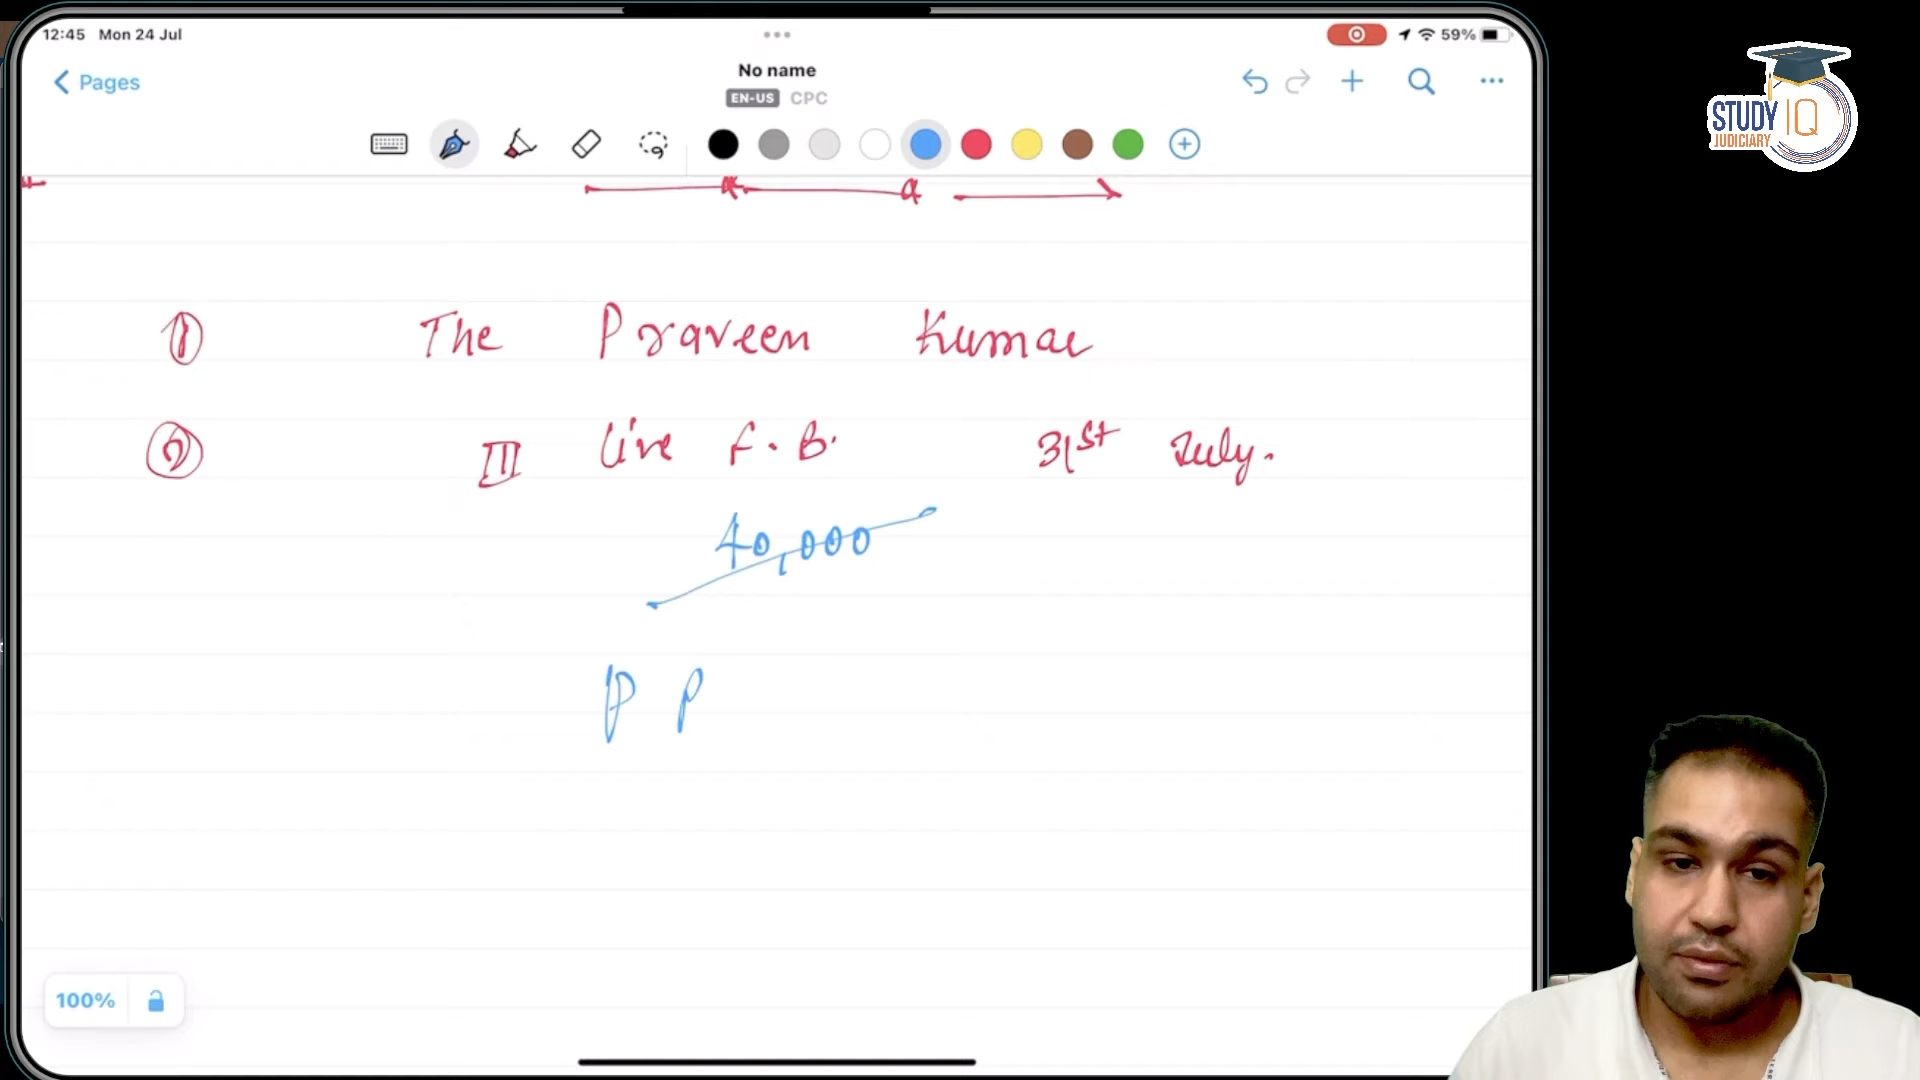 12:45 Mon 24 Jul
59%
Pages
No name
EN-US CPC
STUDY IQ
JUDICIARY
① The Praveen Kumar
② III live F.B. 31st July.
40,000
P P
100%